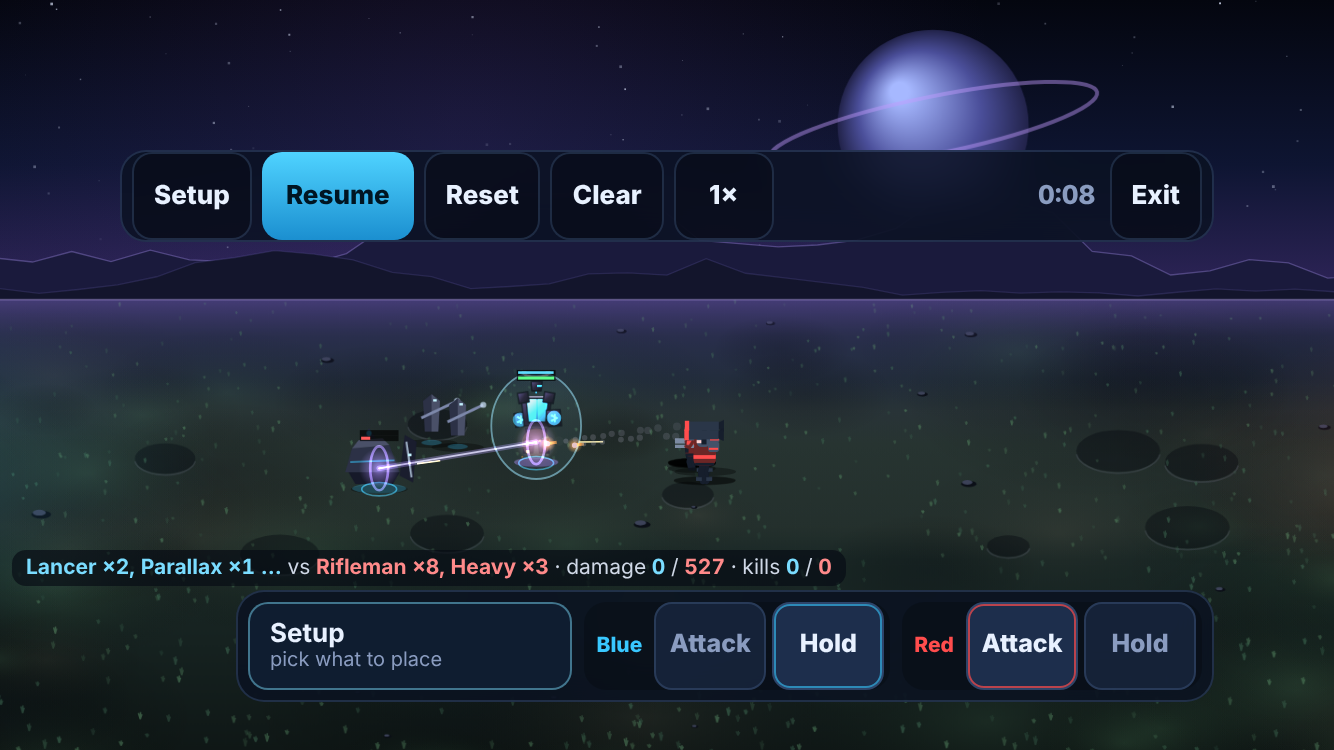 Setup
Resume
Reset
Clear
1×
0:08
Exit
Lancer ×2, Parallax ×1 ... vs Rifleman ×8, Heavy ×3 · damage 0 / 527 · kills 0 / 0
Setup
pick what to place
Blue
Attack
Hold
Red
Attack
Hold